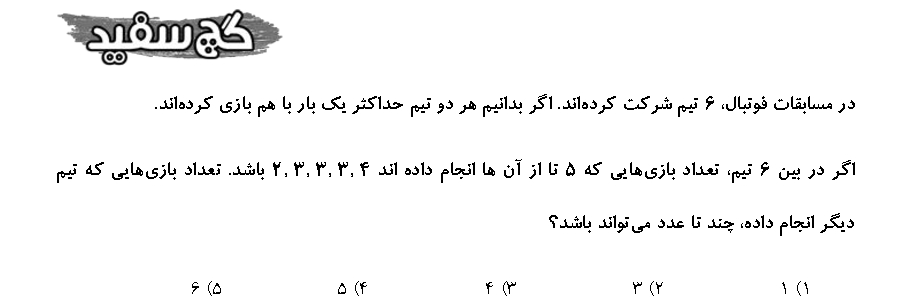 گچ سفید
در مسابقات فوتبال، ۶ تیم شرکت کرده‌اند. اگر بدانیم هر دو تیم حداکثر یک بار با هم بازی کرده‌اند.
اگر در بین ۶ تیم، تعداد بازی‌هایی که ۵ تا از آن ها انجام داده اند ۲,۳,۳,۳,۴ باشد. تعداد بازی‌هایی که تیم
دیگر انجام داده، چند تا عدد می‌تواند باشد؟
۱) ۱ ۲) ۳ ۳) ۴ ۴) ۵ ۵) ۶